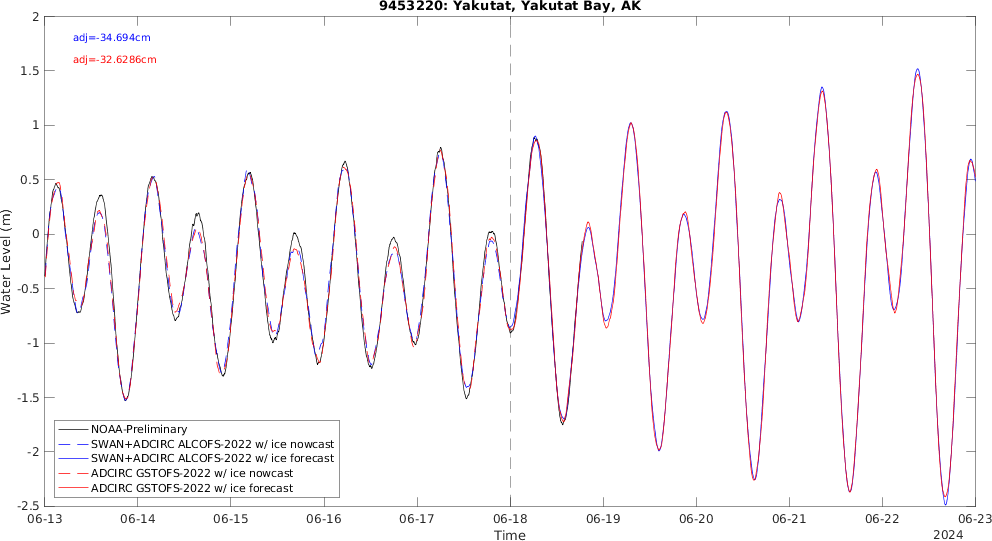 9453220: Yakutat, Yakutat Bay, AK
adj=-34.694cm
adj=-32.6286cm
Water Level (m)
2
1.5
1
0.5
0
-0.5
-1
-1.5
-2
-2.5
NOAA-Preliminary
SWAN+ADCIRC ALCOFS-2022 w/ ice nowcast
SWAN+ADCIRC ALCOFS-2022 w/ ice forecast
ADCIRC GSTOFS-2022 w/ ice nowcast
ADCIRC GSTOFS-2022 w/ ice forecast
06-13 06-14 06-15 06-16 06-17 06-18 06-19 06-20 06-21 06-22 06-23
Time
2024